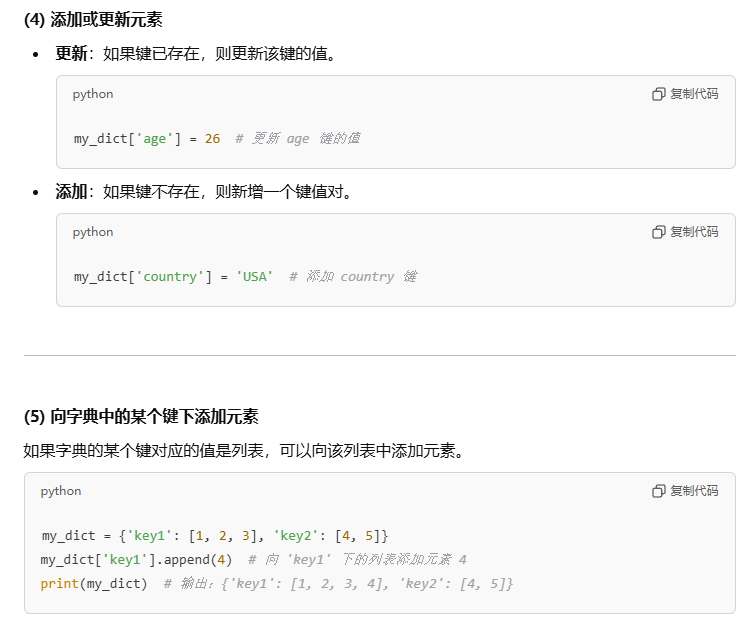 (4) 添加或更新元素
• 更新：如果键已存在，则更新该键的值。
python 复制代码
my_dict['age'] = 26  # 更新 age 键的值
• 添加：如果键不存在，则新增一个键值对。
python 复制代码
my_dict['country'] = 'USA'  # 添加 country 键
(5) 向字典中的某个键下添加元素
如果字典的某个键对应的值是列表，可以向该列表中添加元素。
python 复制代码
my_dict = {'key1': [1, 2, 3], 'key2': [4, 5]}
my_dict['key1'].append(4)  # 向 'key1' 下的列表添加元素 4
print(my_dict)  # 输出：{'key1': [1, 2, 3, 4], 'key2': [4, 5]}